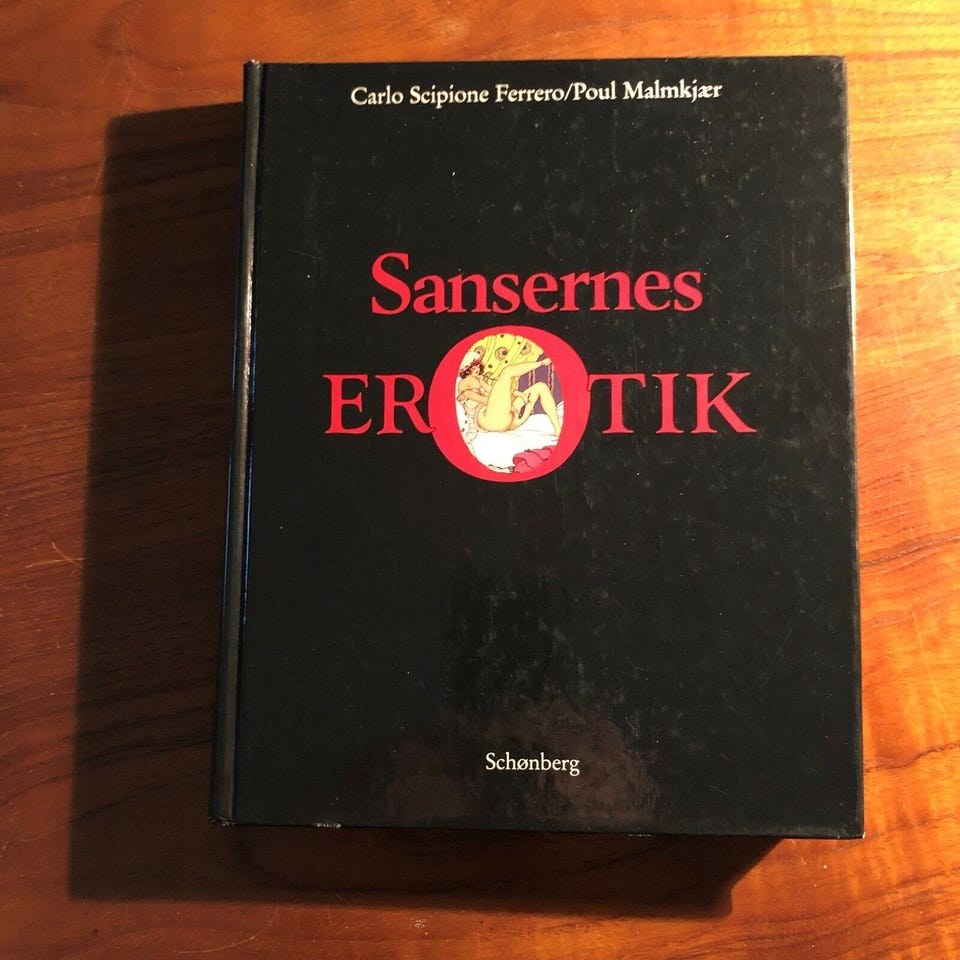 Carlo Scipione Ferrero/Poul Malmkjær
Sansernes
EROTIK
Schønberg